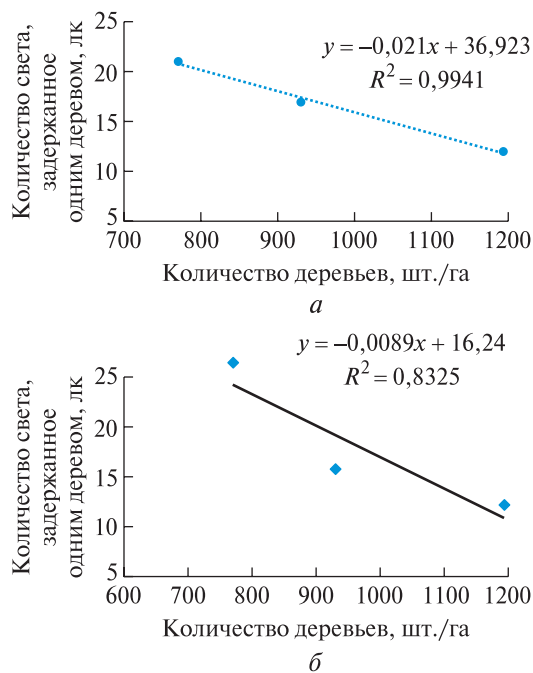 Количество света,
задержанное
одним деревом, лк
25
20
15
10
5
y = –0,021x + 36,923
R² = 0,9941
700 800 900 1000 1100 1200
Количество деревьев, шт./га
а
Количество света,
задержанное
одним деревом, лк
25
20
15
10
5
y = –0,0089x + 16,24
R² = 0,8325
600 700 800 900 1000 1100 1200
Количество деревьев, шт./га
б